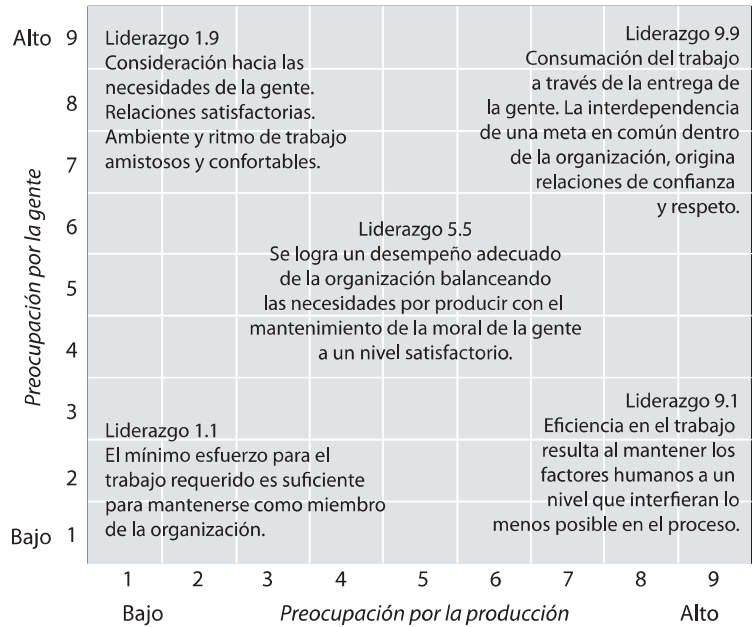 Alto 9
Liderazgo 1.9
Consideración hacia las
necesidades de la gente.
Relaciones satisfactorias.
Ambiente y ritmo de trabajo
amistosos y confortables.
Liderazgo 9.9
Consumación del trabajo
a través de la entrega de
la gente. La interdependencia
de una meta en común dentro
de la organización, origina
relaciones de confianza
y respeto.
8
7
6
5
4
3
2
Bajo 1
Preocupación por la gente
Liderazgo 5.5
Se logra un desempeño adecuado
de la organización balanceando
las necesidades por producir con el
mantenimiento de la moral de la gente
a un nivel satisfactorio.
Liderazgo 1.1
El mínimo esfuerzo para el
trabajo requerido es suficiente
para mantenerse como miembro
de la organización.
Liderazgo 9.1
Eficiencia en el trabajo
resulta al mantener los
factores humanos a un
nivel que interfieran lo
menos posible en el proceso.
1 2 3 4 5 6 7 8 9
Bajo Preocupación por la producción Alto